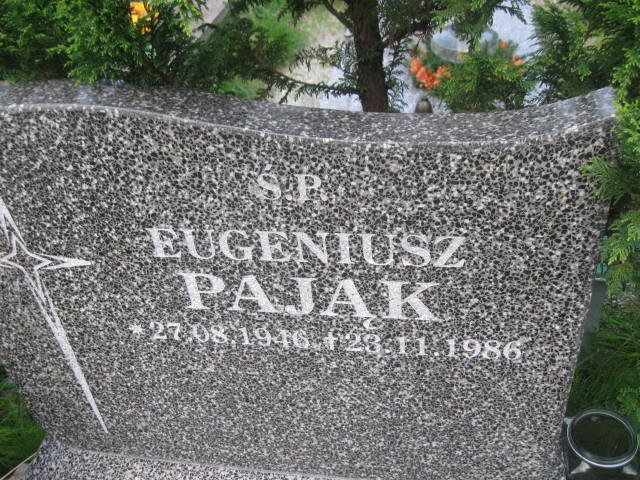 Ś.P.
EUGENIUSZ
PAJĄK
*27.08.1946 ✝23.11.1986